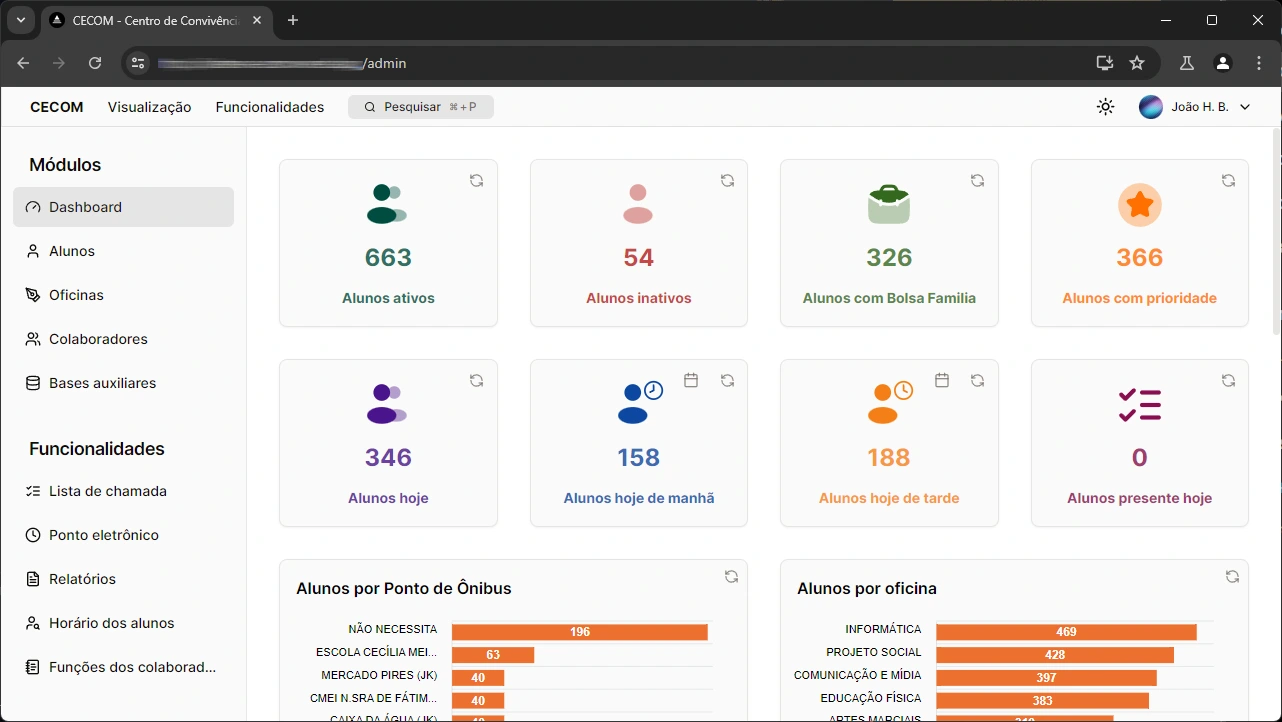 CECOM - Centro de Convivênci
/admin
CECOM Visualização Funcionalidades Pesquisar ⌘+P João H. B.
Módulos
Dashboard
Alunos
Oficinas
Colaboradores
Bases auxiliares
Funcionalidades
Lista de chamada
Ponto eletrônico
Relatórios
Horário dos alunos
Funções dos colaborad...
663
Alunos ativos
54
Alunos inativos
326
Alunos com Bolsa Familia
366
Alunos com prioridade
346
Alunos hoje
158
Alunos hoje de manhã
188
Alunos hoje de tarde
0
Alunos presente hoje
Alunos por Ponto de Ônibus
NÃO NECESSITA 196
ESCOLA CECÍLIA MEI... 63
MERCADO PIRES (JK) 40
CMEI N.SRA DE FÁTIM... 40
CAIXA DA ÁGUA (JK)
Alunos por oficina
INFORMÁTICA 469
PROJETO SOCIAL 428
COMUNICAÇÃO E MÍDIA 397
EDUCAÇÃO FÍSICA 383
ARTES MARCIAIS